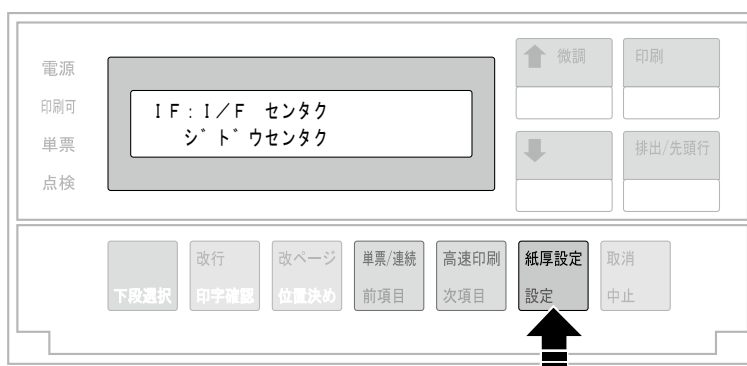 電源
印刷可
単票
点検
IF:I/F センタク
ジドウセンタク
微調
印刷
排出/先頭行
改行
改ページ
単票/連続
高速印刷
紙厚設定
取消
下段選択
印字確認
位置決め
前項目
次項目
設定
中止